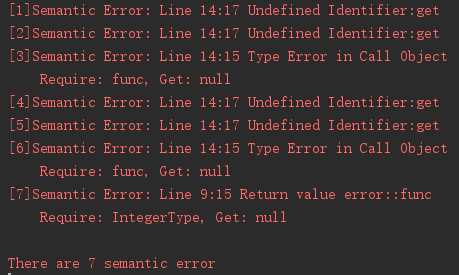 [1]Semantic Error: Line 14:17 Undefined Identifier:get
[2]Semantic Error: Line 14:17 Undefined Identifier:get
[3]Semantic Error: Line 14:15 Type Error in Call Object
Require: func, Get: null
[4]Semantic Error: Line 14:17 Undefined Identifier:get
[5]Semantic Error: Line 14:17 Undefined Identifier:get
[6]Semantic Error: Line 14:15 Type Error in Call Object
Require: func, Get: null
[7]Semantic Error: Line 9:15 Return value error::func
Require: IntegerType, Get: null
There are 7 semantic error